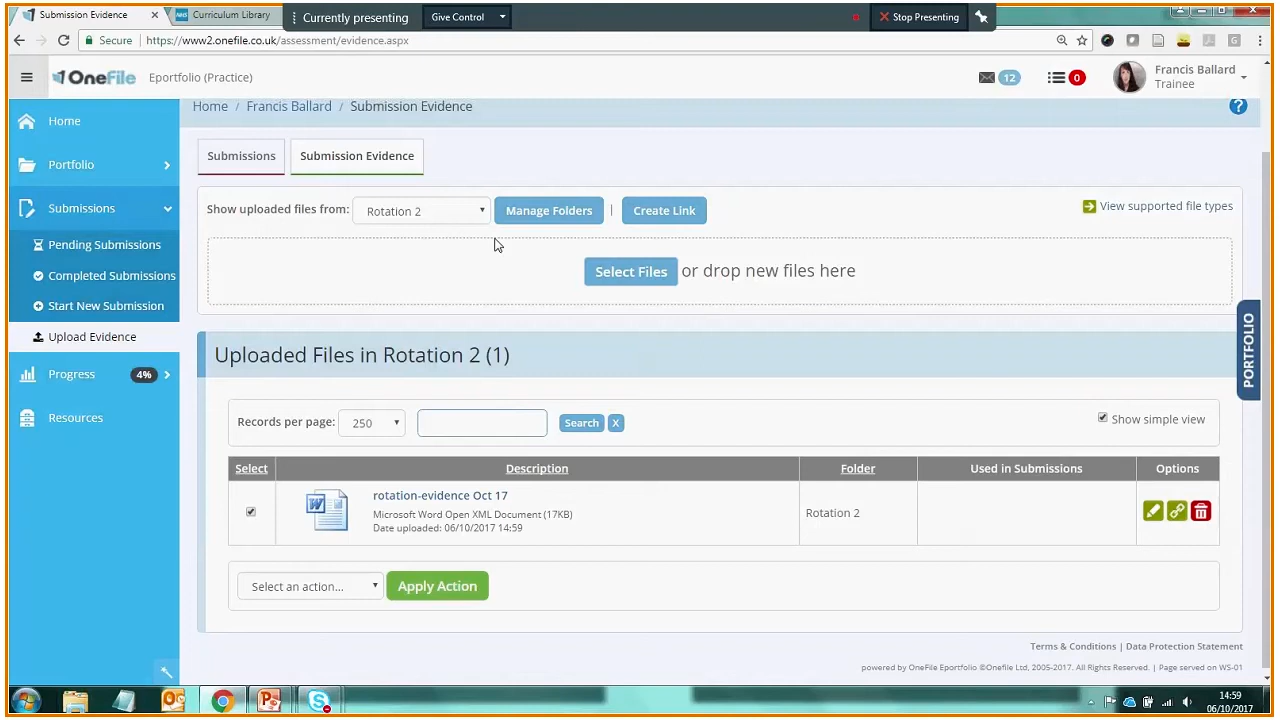 Submission Evidence
Curriculum Library
Currently presenting
Give Control
Stop Presenting
Secure
https://www2.onefile.co.uk/assessment/evidence.aspx
OneFile
Eportfolio (Practice)
12
0
Francis Ballard
Trainee
Home / Francis Ballard / Submission Evidence
Home
Portfolio
Submissions
Pending Submissions
Completed Submissions
Start New Submission
Upload Evidence
Progress 4%
Resources
Submissions
Submission Evidence
Show uploaded files from: Rotation 2 Manage Folders | Create Link
View supported file types
Select Files or drop new files here
PORTFOLIO
Uploaded Files in Rotation 2 (1)
Records per page: 250 Search X
Show simple view
Select Description Folder Used in Submissions Options
rotation-evidence Oct 17
Microsoft Word Open XML Document (17KB)
Date uploaded: 06/10/2017 14:59
Rotation 2
Select an action... Apply Action
Terms & Conditions | Data Protection Statement
powered by OneFile Eportfolio ©Onefile Ltd, 2005-2017. All Rights Reserved. | Page served on WS-01
14:59
06/10/2017